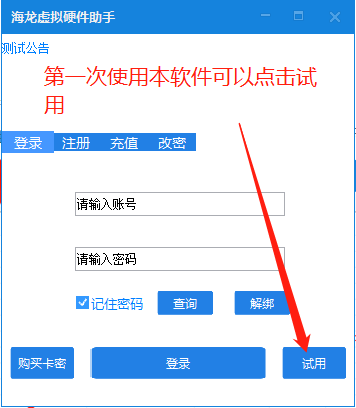 海龙虚拟硬件助手
测试公告
第一次使用本软件可以点击试
用
登录 注册 充值 改密
请输入账号
请输入密码
记住密码 查询 解绑
购买卡密 登录 试用